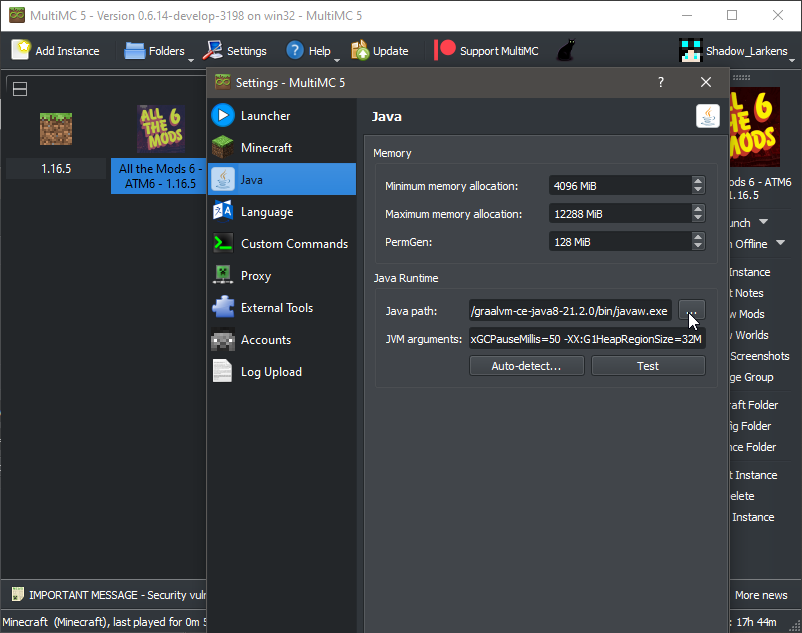 MultiMC 5 - Version 0.6.14-develop-3198 on win32 - MultiMC 5
Add Instance Folders Settings Help Update Support MultiMC Shadow_Larkens
Settings - MultiMC 5 ?
1.16.5
ALL THE MODS 6
All the Mods 6 -
ATM6 - 1.16.5
Launcher
Minecraft
Java
Language
Custom Commands
Proxy
External Tools
Accounts
Log Upload
Java
Memory
Minimum memory allocation: 4096 MiB
Maximum memory allocation: 12288 MiB
PermGen: 128 MiB
Java Runtime
Java path: /graalvm-ce-java8-21.2.0/bin/javaw.exe ...
JVM arguments: xGCPauseMillis=50 -XX:G1HeapRegionSize=32M
Auto-detect... Test
ds 6 - ATM6
1.16.5
unch
n Offline
Instance
t Notes
w Mods
w Worlds
Screenshots
ge Group
raft Folder
fig Folder
nce Folder
t Instance
elete
Instance
IMPORTANT MESSAGE - Security vuln
More news
Minecraft (Minecraft), last played for 0m 5
: 17h 44m